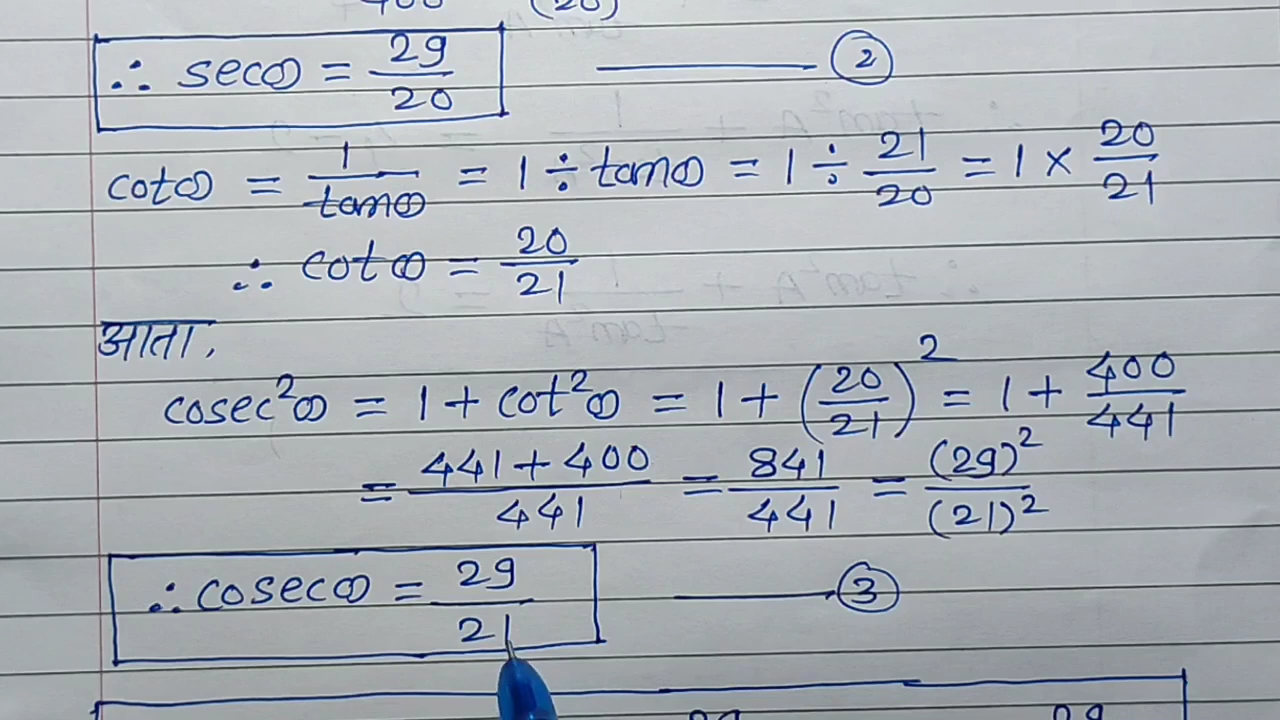 400 (20)
∴ secθ = 29/20 ——— ②
cotθ = 1/tanθ = 1 ÷ tanθ = 1 ÷ 21/20 = 1 × 20/21
∴ cotθ = 20/21
आता,
cosec²θ = 1 + cot²θ = 1 + (20/21)² = 1 + 400/441
= 441 + 400/441 = 841/441 = (29)²/(21)²
∴ cosecθ = 29/21 ——— ③